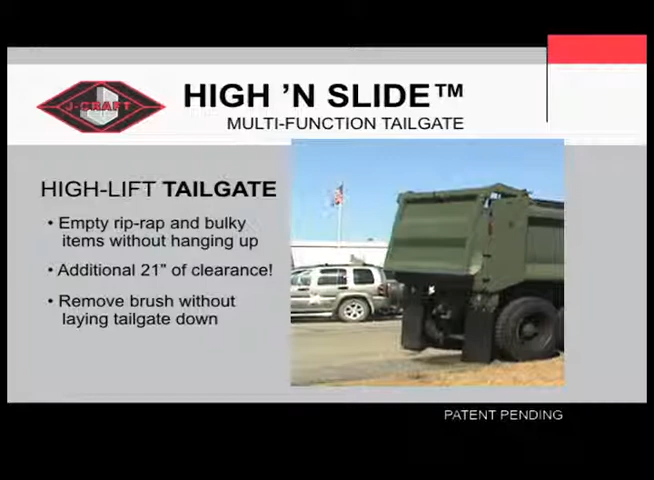 J-CRAFT
HIGH 'N SLIDE™
MULTI-FUNCTION TAILGATE
HIGH-LIFT TAILGATE
• Empty rip-rap and bulky
items without hanging up
• Additional 21" of clearance!
• Remove brush without
laying tailgate down
PATENT PENDING